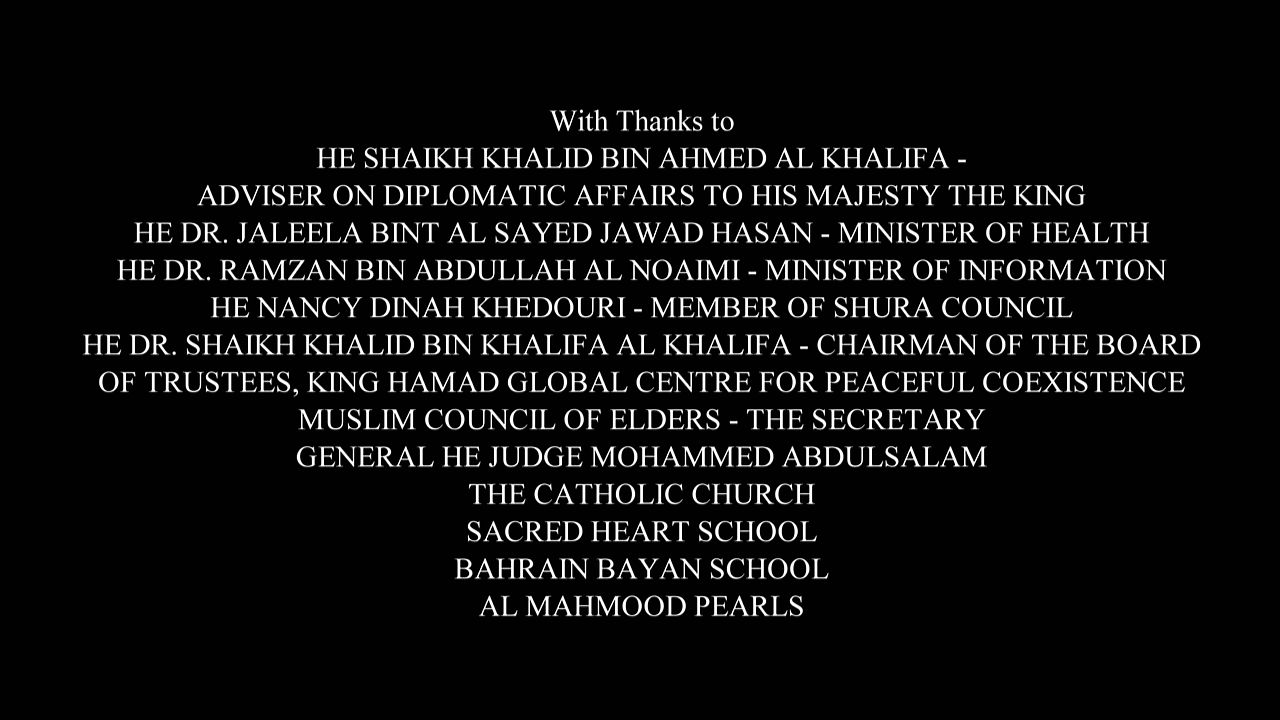 With Thanks to
HE SHAIKH KHALID BIN AHMED AL KHALIFA -
ADVISER ON DIPLOMATIC AFFAIRS TO HIS MAJESTY THE KING
HE DR. JALEELA BINT AL SAYED JAWAD HASAN - MINISTER OF HEALTH
HE DR. RAMZAN BIN ABDULLAH AL NOAIMI - MINISTER OF INFORMATION
HE NANCY DINAH KHEDOURI - MEMBER OF SHURA COUNCIL
HE DR. SHAIKH KHALID BIN KHALIFA AL KHALIFA - CHAIRMAN OF THE BOARD
OF TRUSTEES, KING HAMAD GLOBAL CENTRE FOR PEACEFUL COEXISTENCE
MUSLIM COUNCIL OF ELDERS - THE SECRETARY
GENERAL HE JUDGE MOHAMMED ABDULSALAM
THE CATHOLIC CHURCH
SACRED HEART SCHOOL
BAHRAIN BAYAN SCHOOL
AL MAHMOOD PEARLS